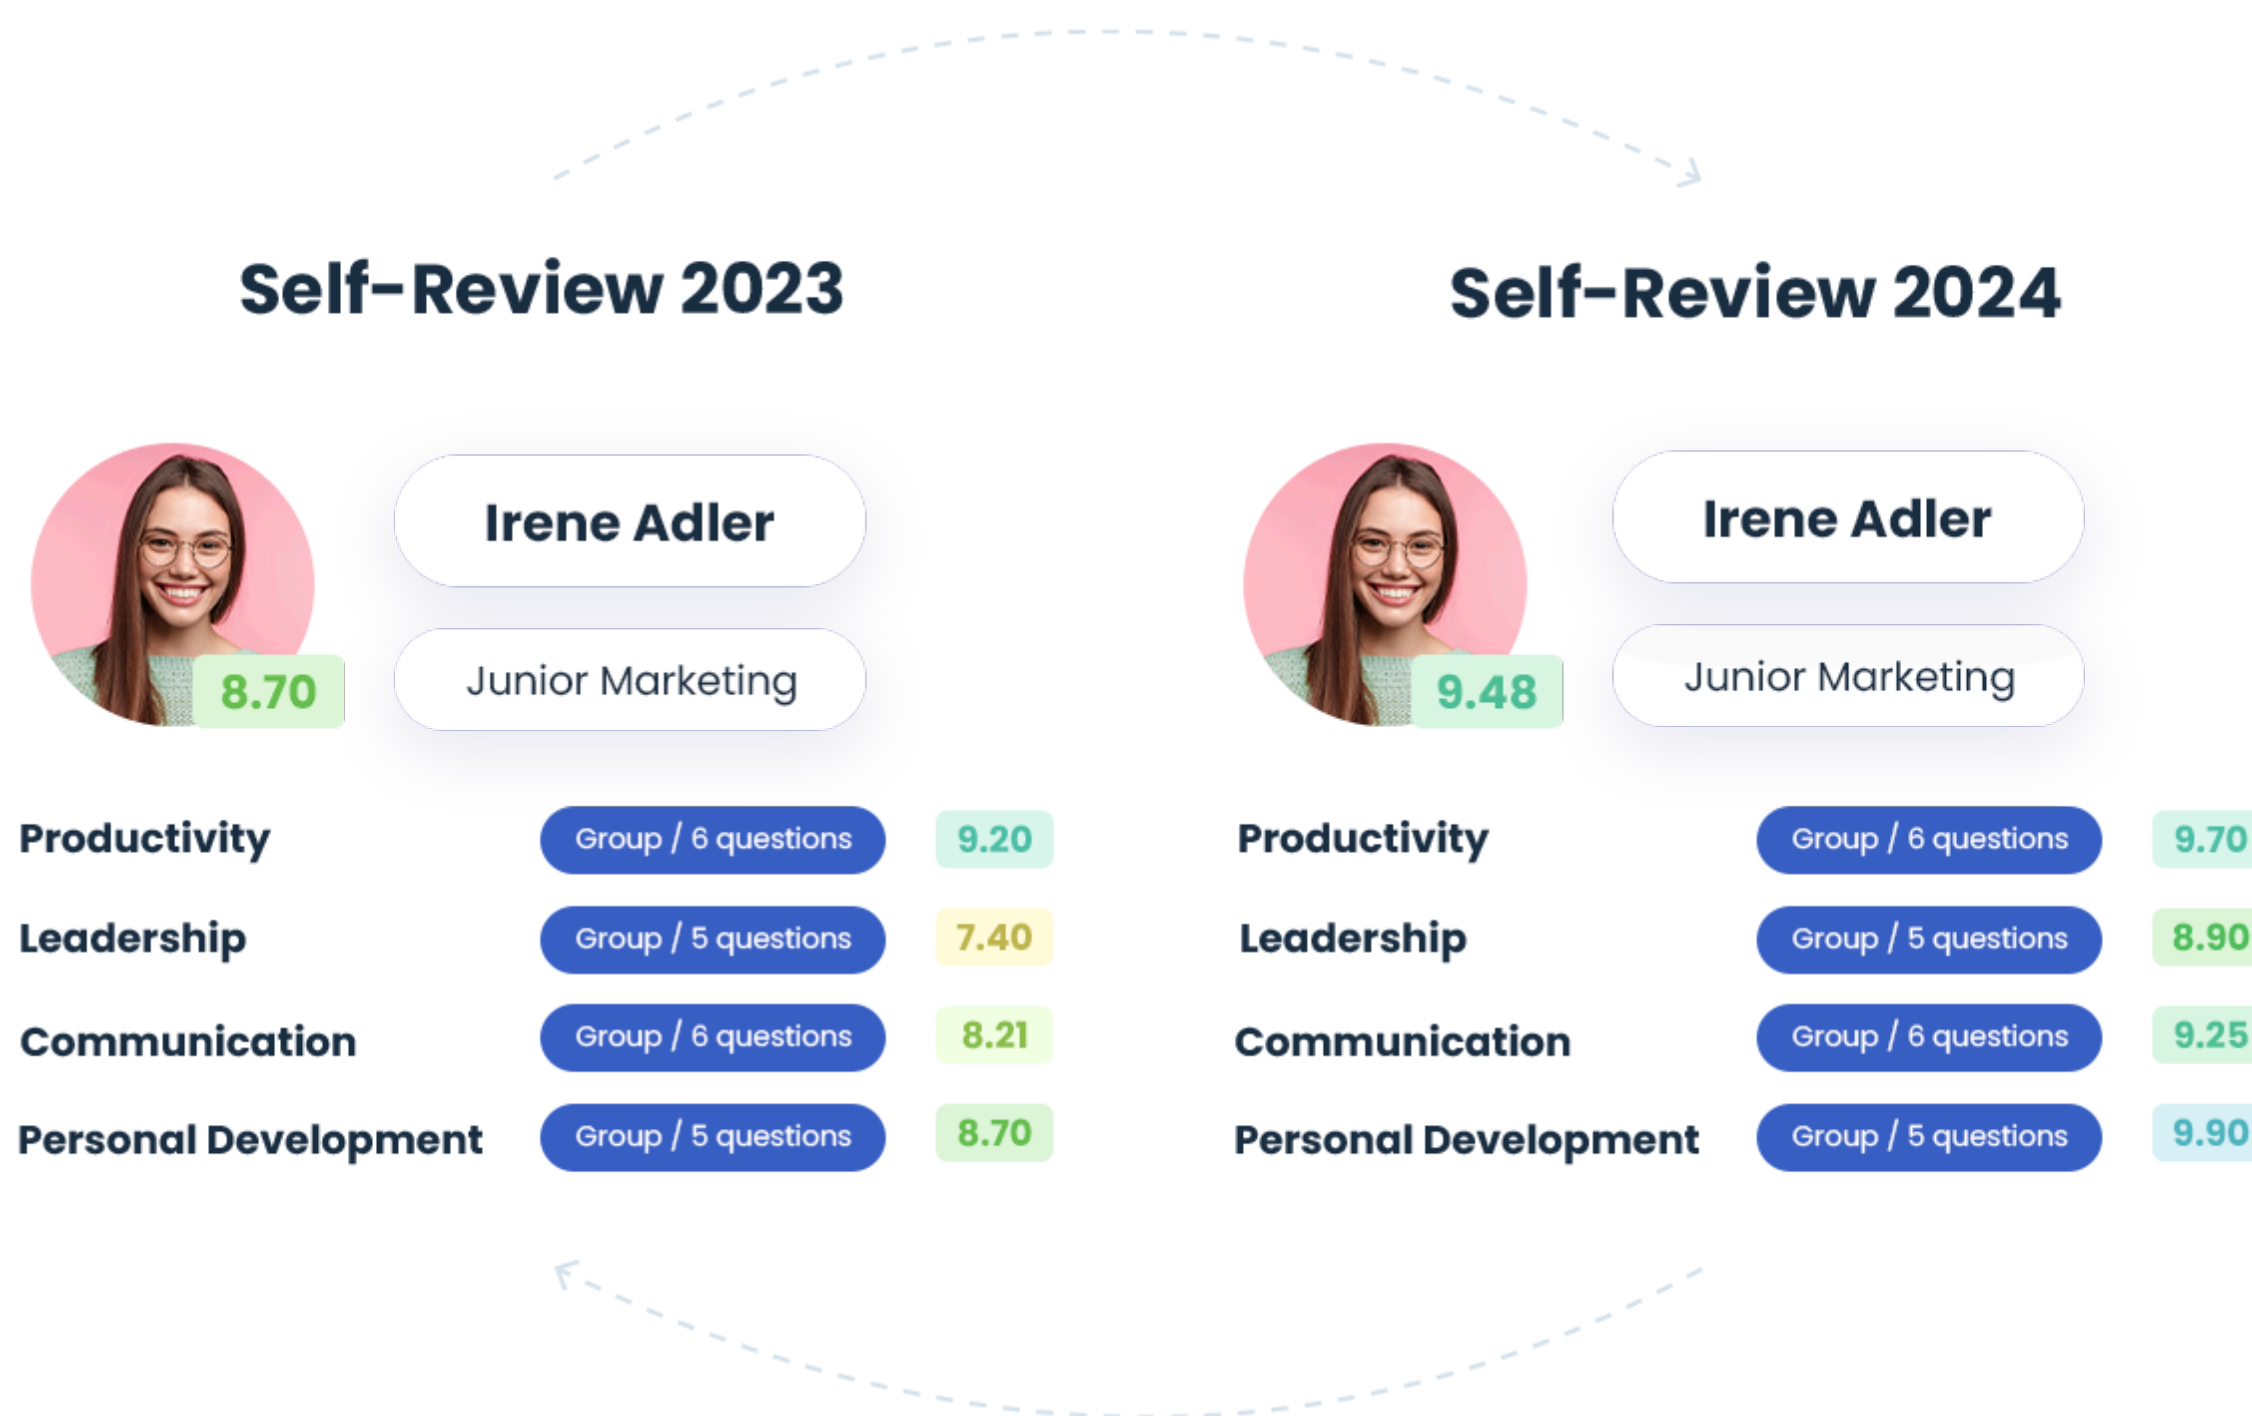 Self-Review 2023
Irene Adler
Junior Marketing
8.70
Productivity Group / 6 questions 9.20
Leadership Group / 5 questions 7.40
Communication Group / 6 questions 8.21
Personal Development Group / 5 questions 8.70
Self-Review 2024
Irene Adler
Junior Marketing
9.48
Productivity Group / 6 questions 9.70
Leadership Group / 5 questions 8.90
Communication Group / 6 questions 9.25
Personal Development Group / 5 questions 9.90